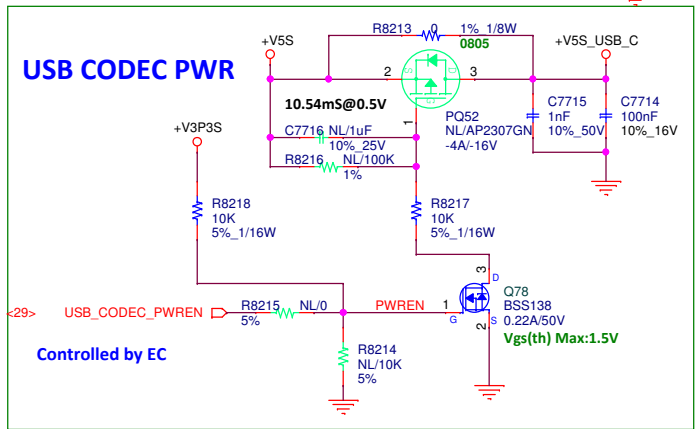 R8213
0
1%_1/8W
0805
+V5S
+V5S_USB_C
USB CODEC PWR
2
S
D
3
10.54mS@0.5V
C7715
1nF
10%_50V
C7714
100nF
10%_16V
PQ52
NL/AP2307GN
-4A/-16V
+V3P3S
C7716
NL/1uF
10%_25V
1
R8216
NL/100K
1%
R8218
10K
5%_1/16W
R8217
10K
5%_1/16W
3
D
Q78
BSS138
0.22A/50V
Vgs(th) Max:1.5V
<29>
USB_CODEC_PWREN
R8215
NL/0
5%
PWREN
1
G
2
S
Controlled by EC
R8214
NL/10K
5%